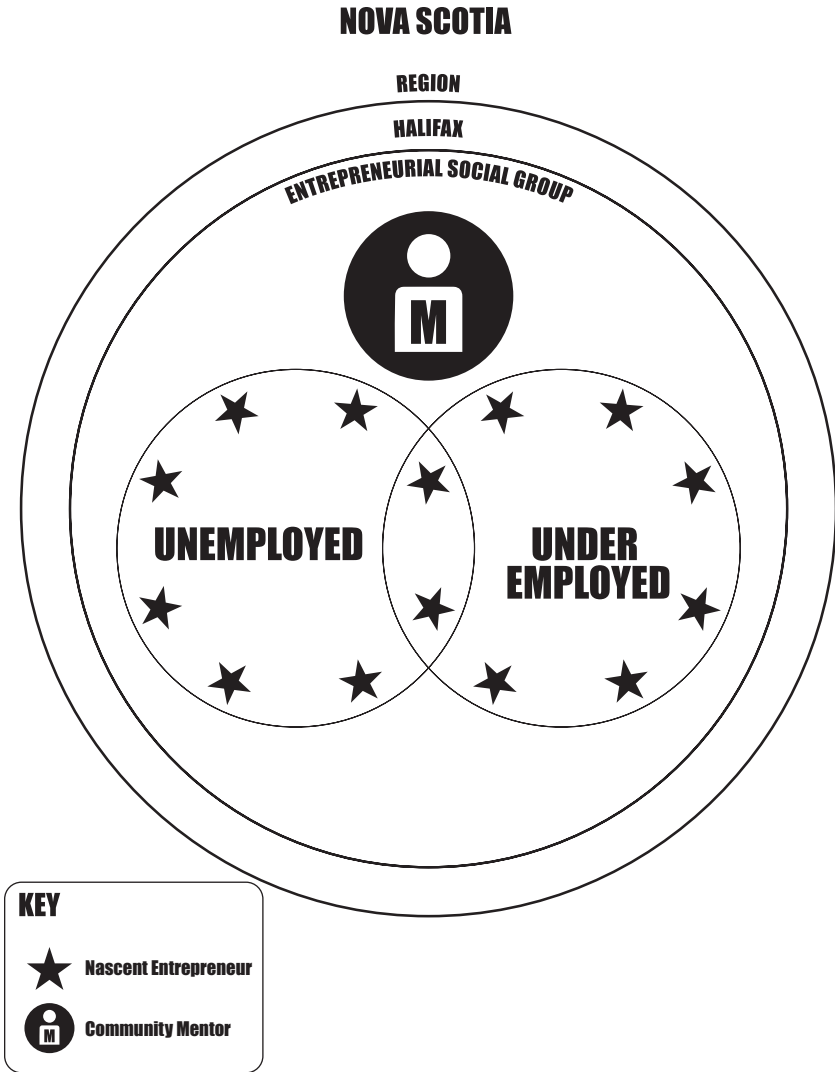 NOVA SCOTIA
REGION
HALIFAX
ENTREPRENEURIAL SOCIAL GROUP
M
UNEMPLOYED
UNDER
EMPLOYED
KEY
Nascent Entrepreneur
M
Community Mentor